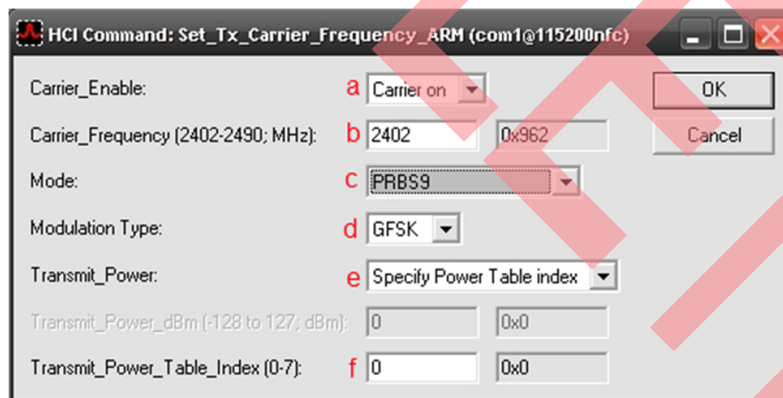 HCI Command: Set_Tx_Carrier_Frequency_ARM (com1@115200nfc)
Carrier_Enable: a Carrier on OK
Carrier_Frequency (2402-2490; MHz): b 2402 0x962 Cancel
Mode: c PRBS9
Modulation Type: d GFSK
Transmit_Power: e Specify Power Table index
Transmit_Power_dBm (-128 to 127; dBm): 0 0x0
Transmit_Power_Table_Index (0-7): f 0 0x0